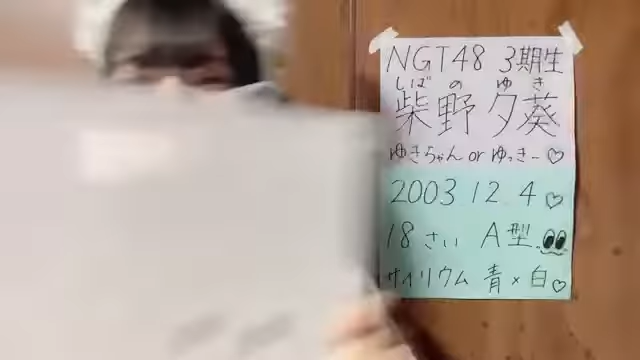 NGT48 3期生
しば の ゆ き
柴野夕葵
ゆきちゃん or ゆっきー♡
2003 12 4♡
18さい A型
サイリウム 青×白♡